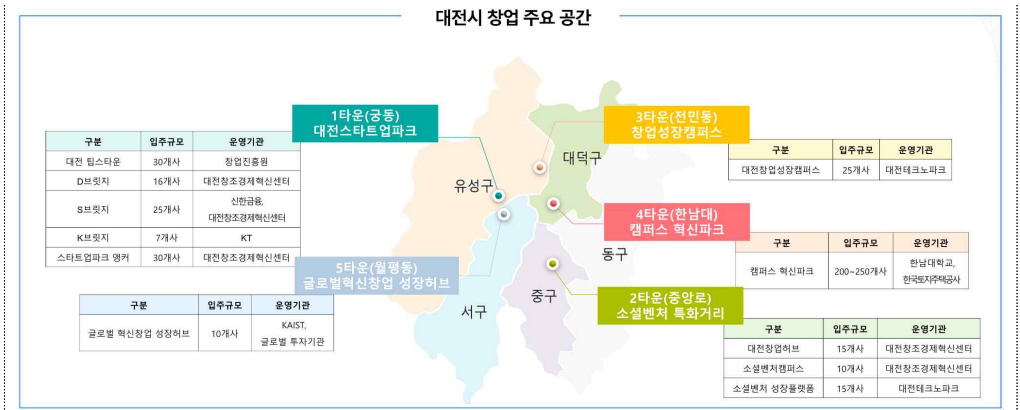 대전시 창업 주요 공간
1타운(궁동)
대전스타트업파크
구분 입주규모 운영기관
대전 팁스타운 30개사 창업진흥원
D브릿지 16개사 대전창조경제혁신센터
S브릿지 25개사 신한금융,
대전창조경제혁신센터
K브릿지 7개사 KT
스타트업파크 앵커 30개사 대전창조경제혁신센터
5타운(월평동)
글로벌혁신창업 성장허브
구분 입주규모 운영기관
글로벌 혁신창업 성장허브 10개사 KAIST,
글로벌 투자기관
유성구
대덕구
동구
중구
서구
3타운(전민동)
창업성장캠퍼스
구분 입주규모 운영기관
대전창업성장캠퍼스 25개사 대전테크노파크
4타운(한남대)
캠퍼스 혁신파크
구분 입주규모 운영기관
캠퍼스 혁신파크 200~250개사 한남대학교,
한국토지주택공사
2타운(중앙로)
소셜벤처 특화거리
구분 입주규모 운영기관
대전창업허브 15개사 대전창조경제혁신센터
소셜벤처캠퍼스 10개사 대전창조경제혁신센터
소셜벤처 성장플랫폼 15개사 대전테크노파크